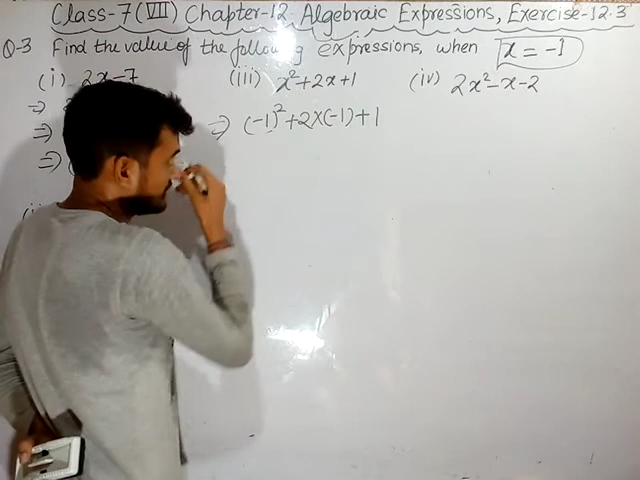 Class-7(VII) Chapter-12, Algebraic Expressions, Exercise-12.3
Q-3 Find the value of the following expressions, when x = -1
(i) 2x-7 (iii) x²+2x+1 (iv) 2x²-x-2
⇒ ⇒ (-1)²+2×(-1)+1
⇒
⇒